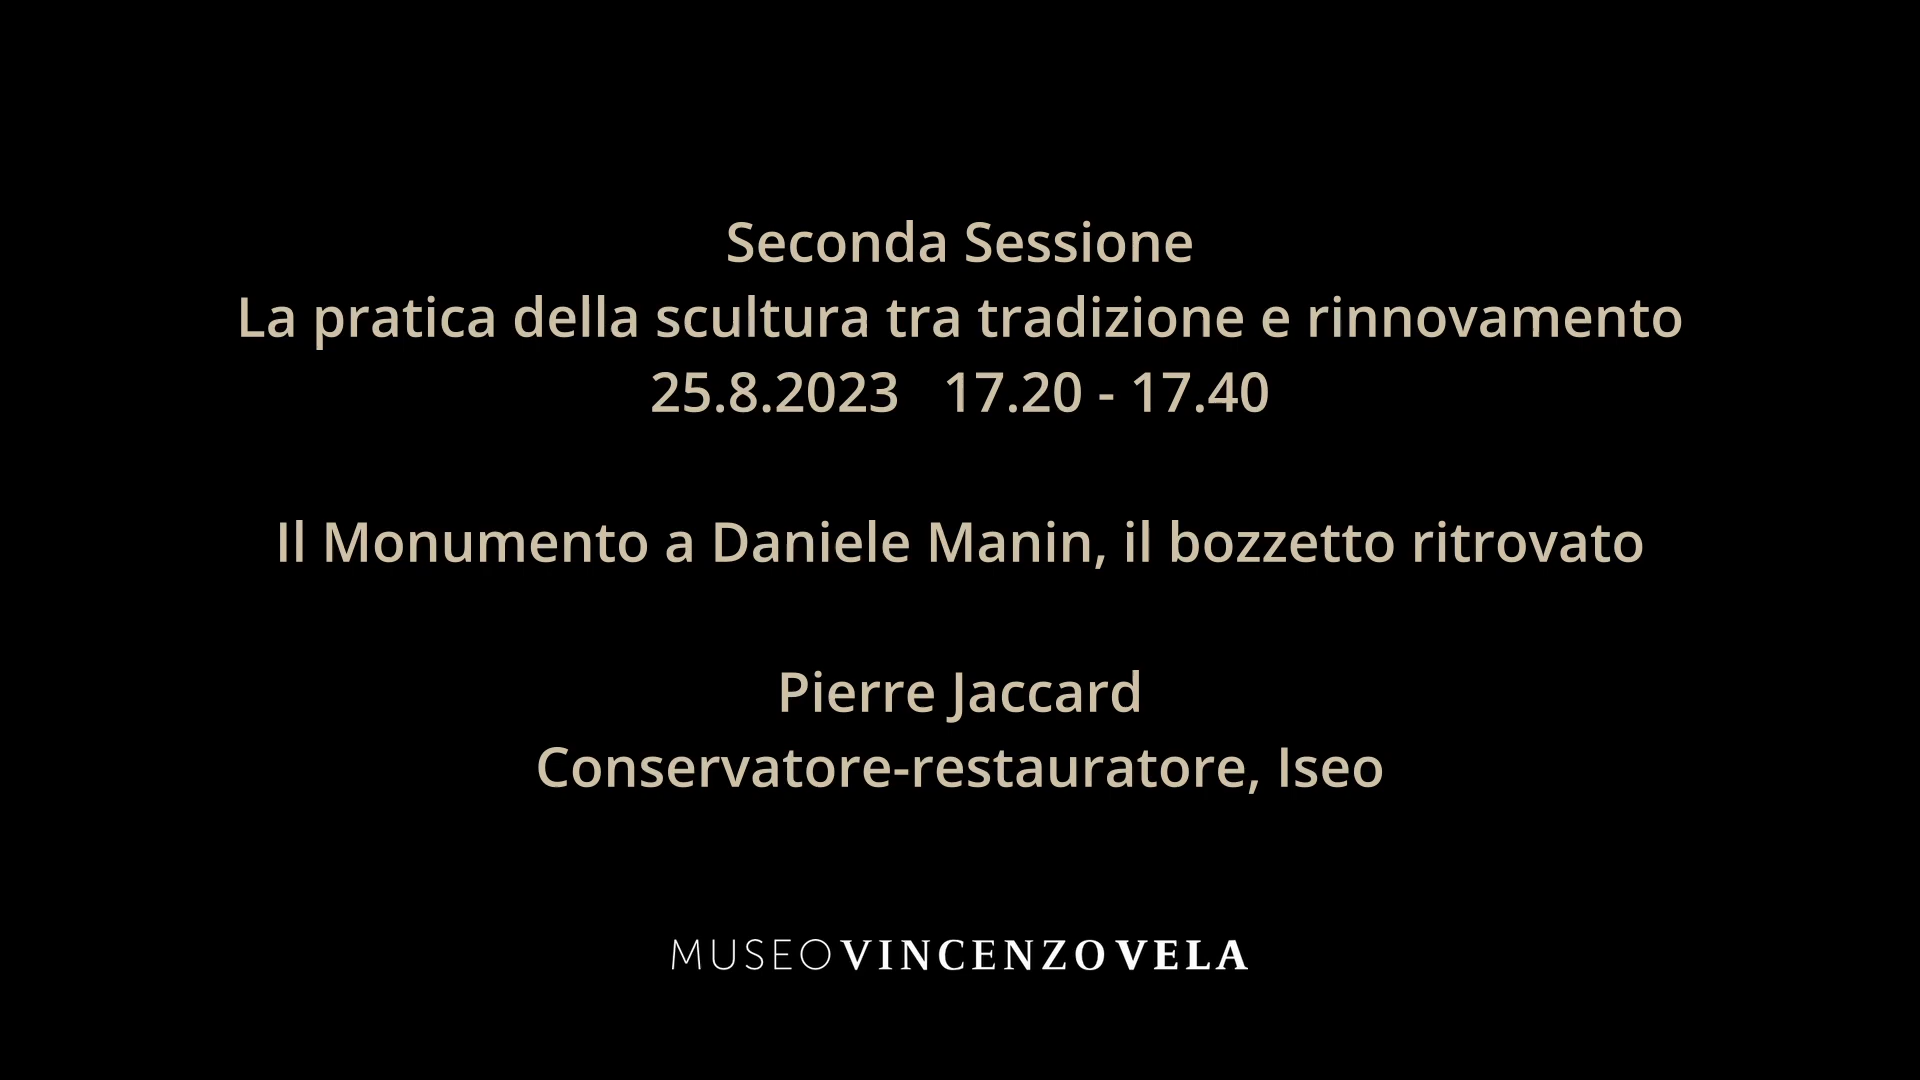 Seconda Sessione
La pratica della scultura tra tradizione e rinnovamento
25.8.2023 17.20 - 17.40
Il Monumento a Daniele Manin, il bozzetto ritrovato
Pierre Jaccard
Conservatore-restauratore, Iseo
MUSEO VINCENZO VELA